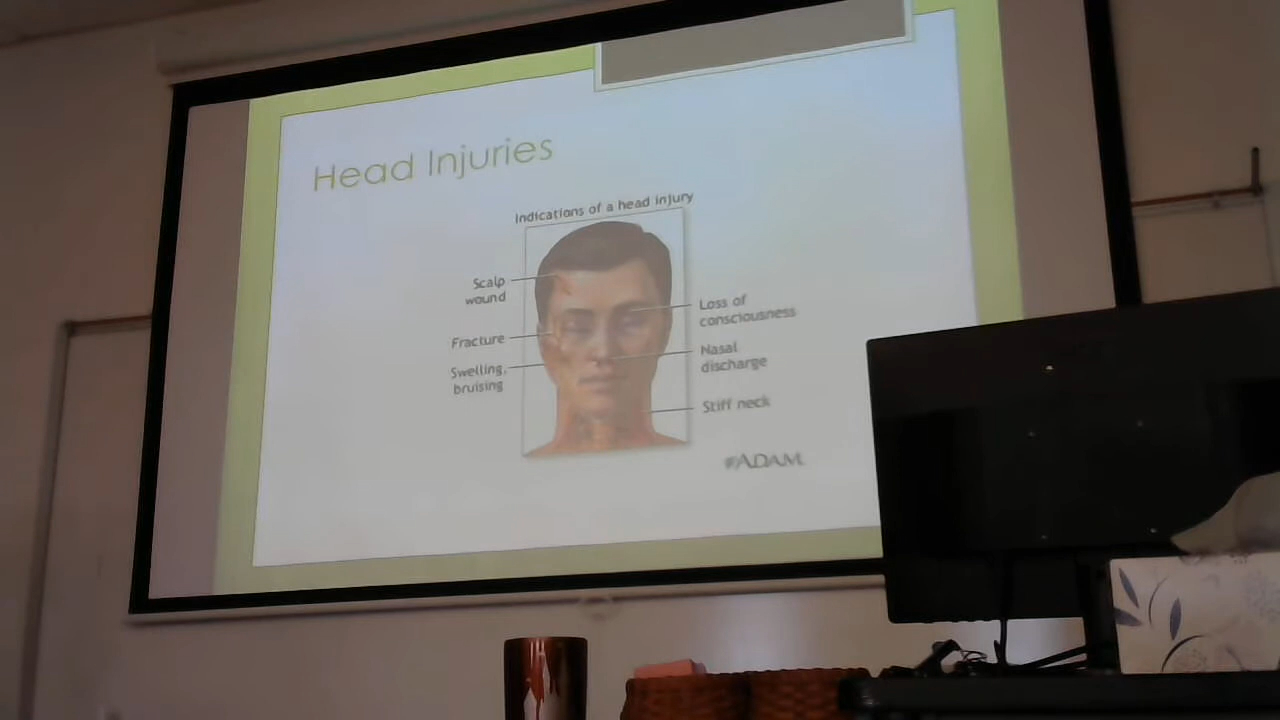 Head Injuries
Indications of a head injury
Scalp
wound
Fracture
Swelling,
bruising
Loss of
consciousness
Nasal
discharge
Stiff neck
ADAM